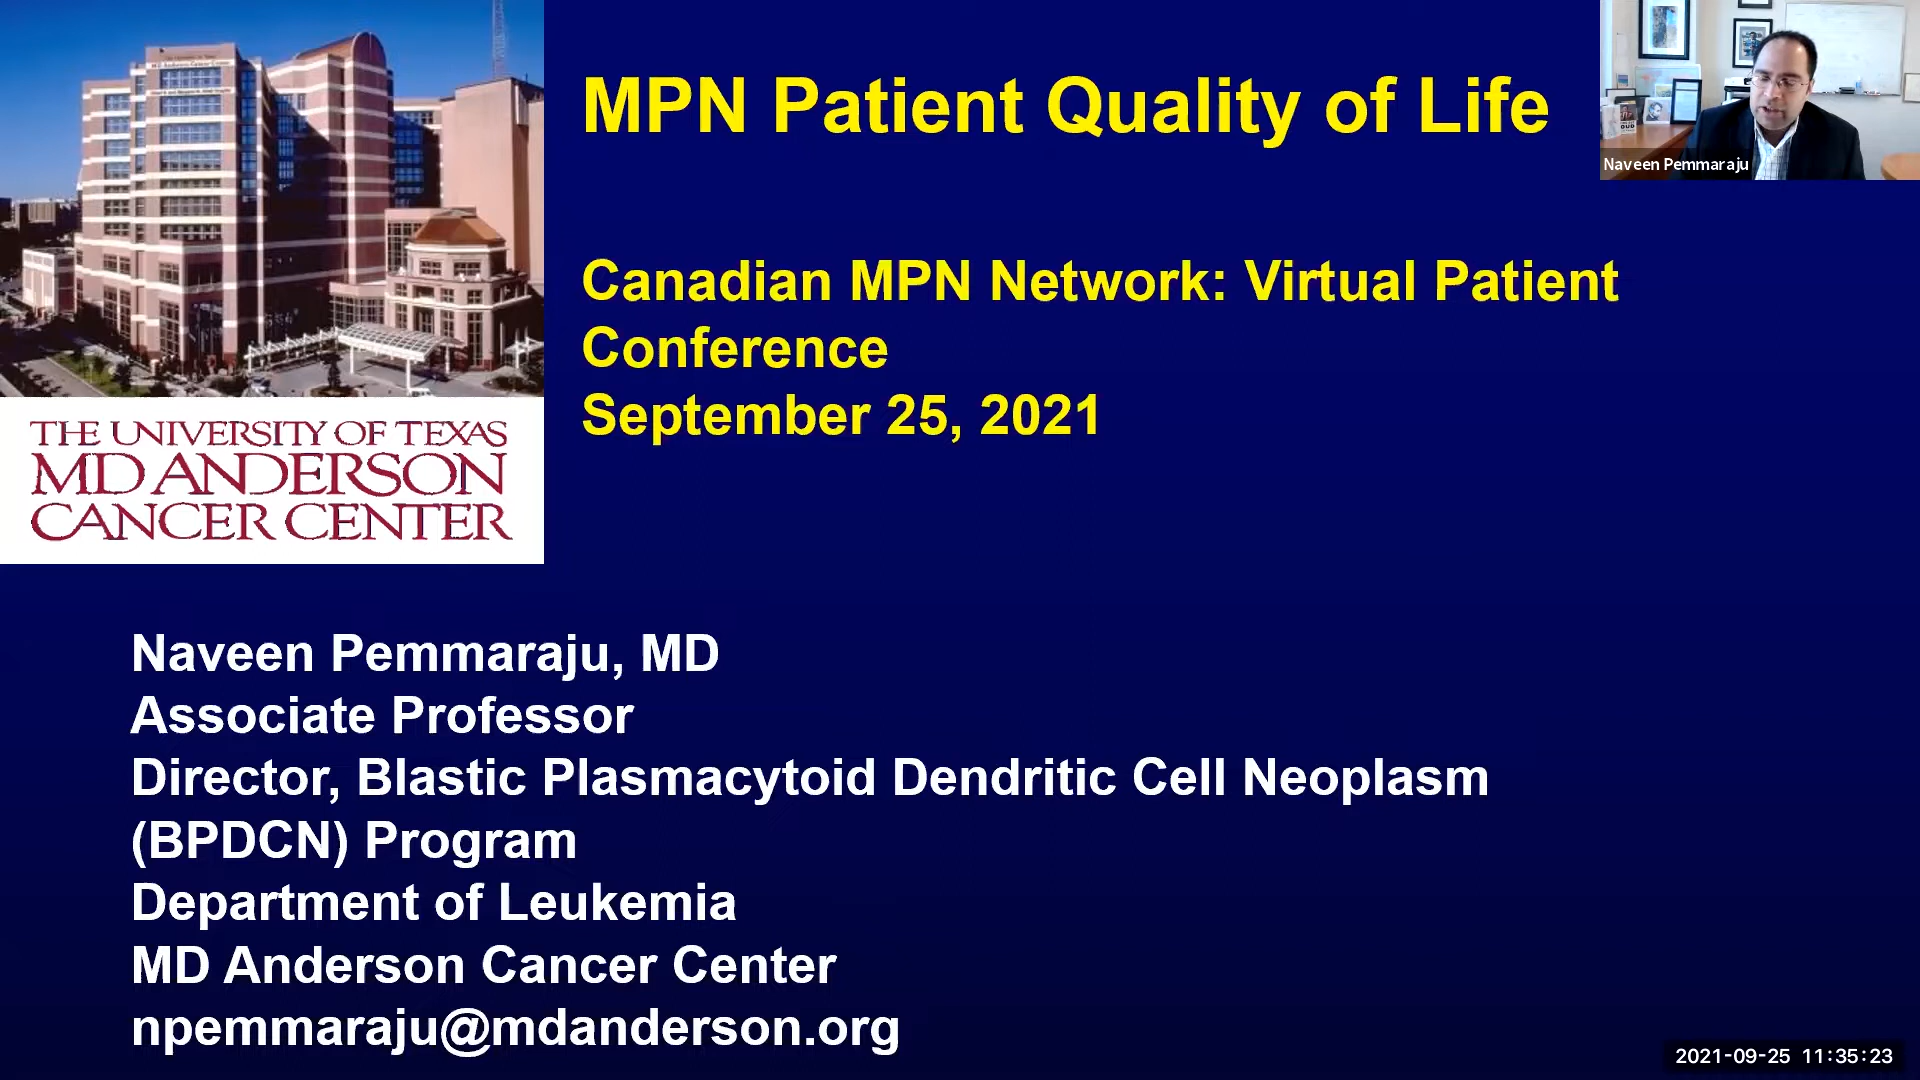 MPN Patient Quality of Life
Canadian MPN Network: Virtual Patient
Conference
September 25, 2021
Naveen Pemmaraju
THE UNIVERSITY OF TEXAS
MD ANDERSON
CANCER CENTER
Naveen Pemmaraju, MD
Associate Professor
Director, Blastic Plasmacytoid Dendritic Cell Neoplasm
(BPDCN) Program
Department of Leukemia
MD Anderson Cancer Center
npemmaraju@mdanderson.org
2021-09-25 11:35:23